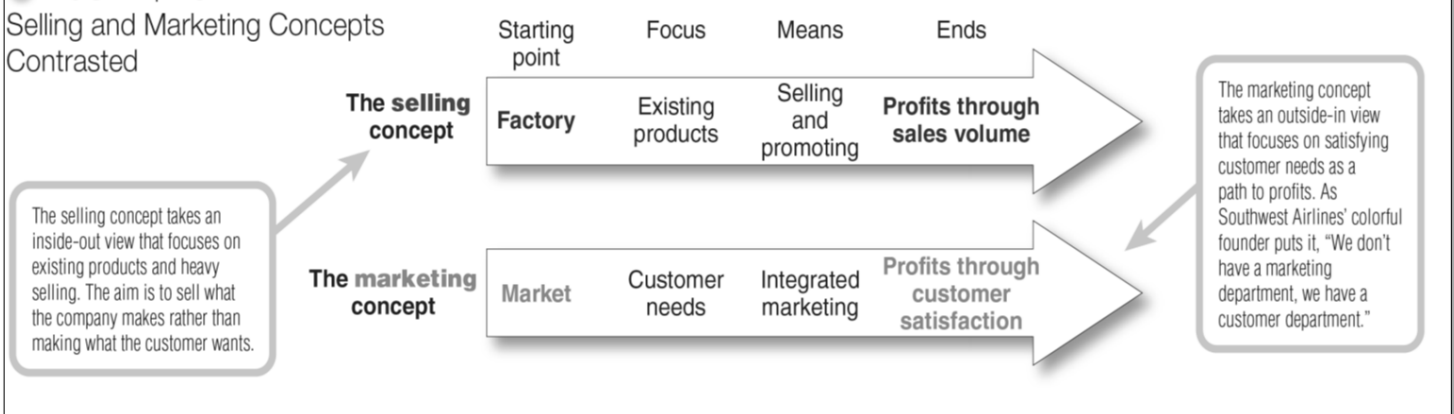 Selling and Marketing Concepts
Contrasted
Starting
point
Focus
Means
Ends
The selling
concept
Factory
Existing
products
Selling
and
promoting
Profits through
sales volume
The selling concept takes an
inside-out view that focuses on
existing products and heavy
selling. The aim is to sell what
the company makes rather than
making what the customer wants.
The marketing
concept
Market
Customer
needs
Integrated
marketing
Profits through
customer
satisfaction
The marketing concept
takes an outside-in view
that focuses on satisfying
customer needs as a
path to profits. As
Southwest Airlines’ colorful
founder puts it, “We don’t
have a marketing
department, we have a
customer department.”